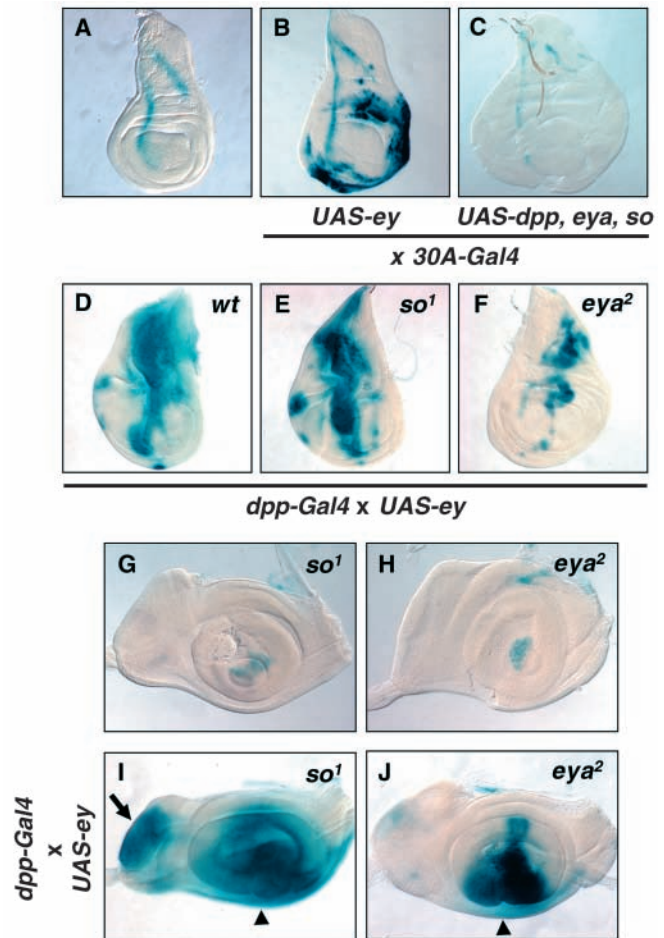 A
B
C
UAS-ey
UAS-dpp, eya, so
x 30A-Gal4
D wt
E so1
F eya2
dpp-Gal4 x UAS-ey
G so1
H eya2
dpp-Gal4
x
UAS-ey
I so1
J eya2